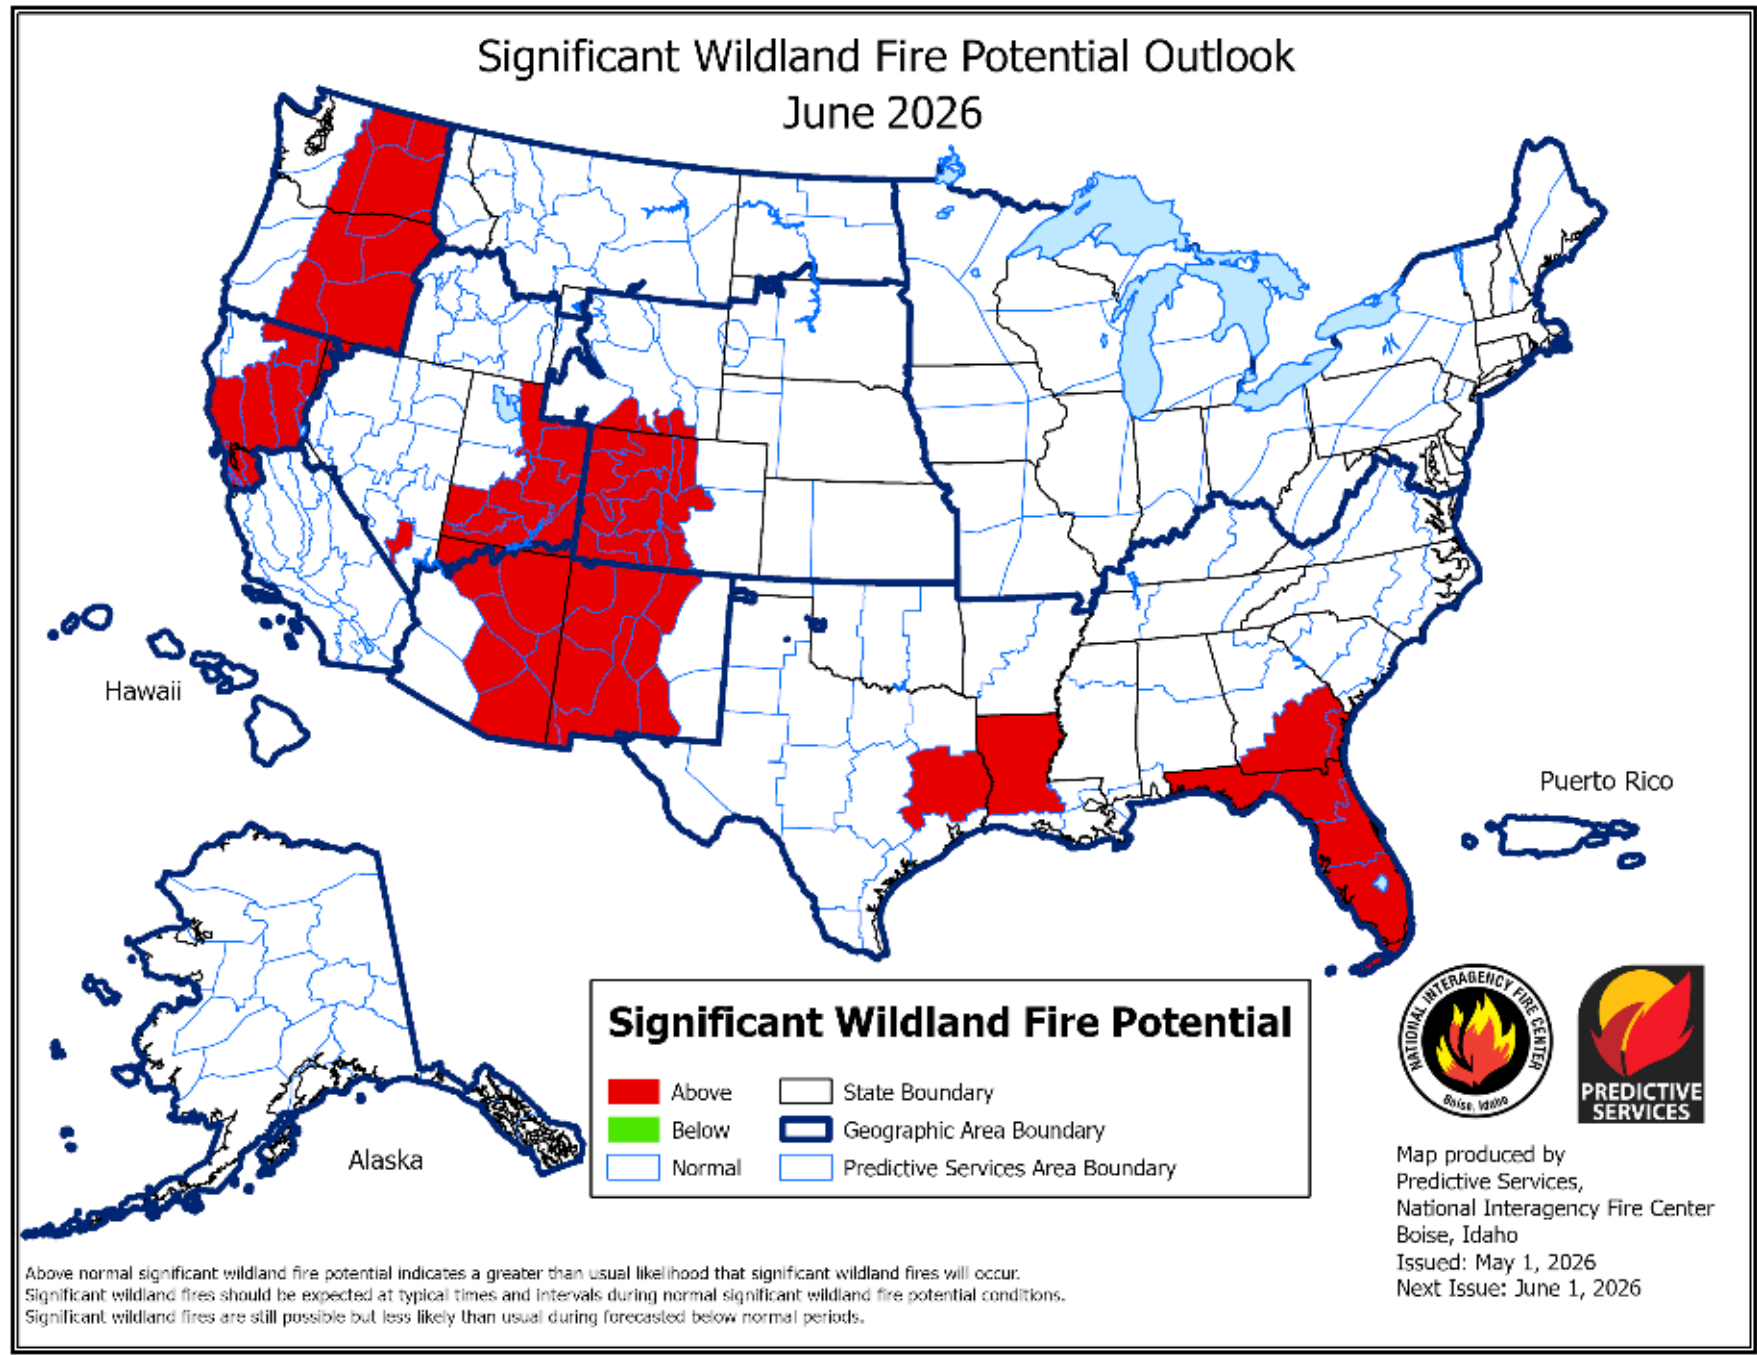 Significant Wildland Fire Potential Outlook
June 2026
Hawaii
Puerto Rico
Alaska
Significant Wildland Fire Potential
Above
State Boundary
Below
Geographic Area Boundary
Normal
Predictive Services Area Boundary
NATIONAL INTERAGENCY FIRE CENTER
Boise, Idaho
PREDICTIVE
SERVICES
Map produced by
Predictive Services,
National Interagency Fire Center
Boise, Idaho
Issued: May 1, 2026
Next Issue: June 1, 2026
Above normal significant wildland fire potential indicates a greater than usual likelihood that significant wildland fires will occur.
Significant wildland fires should be expected at typical times and intervals during normal significant wildland fire potential conditions.
Significant wildland fires are still possible but less likely than usual during forecasted below normal periods.